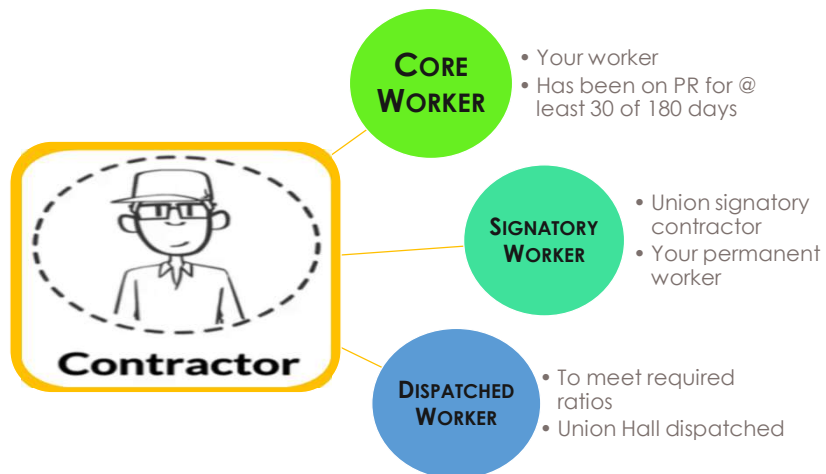 CORE
WORKER
• Your worker
• Has been on PR for @
least 30 of 180 days
SIGNATORY
WORKER
• Union signatory
contractor
• Your permanent
worker
Contractor
DISPATCHED
WORKER
• To meet required
ratios
• Union Hall dispatched